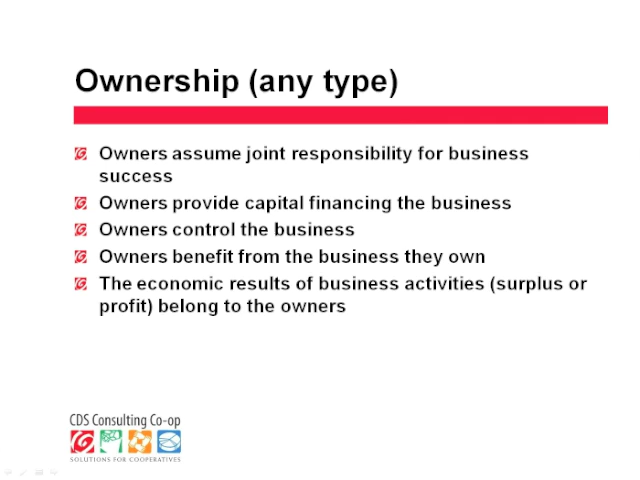 Ownership (any type)
Owners assume joint responsibility for business
success
Owners provide capital financing the business
Owners control the business
Owners benefit from the business they own
The economic results of business activities (surplus or
profit) belong to the owners
CDS Consulting Co-op
SOLUTIONS FOR COOPERATIVES